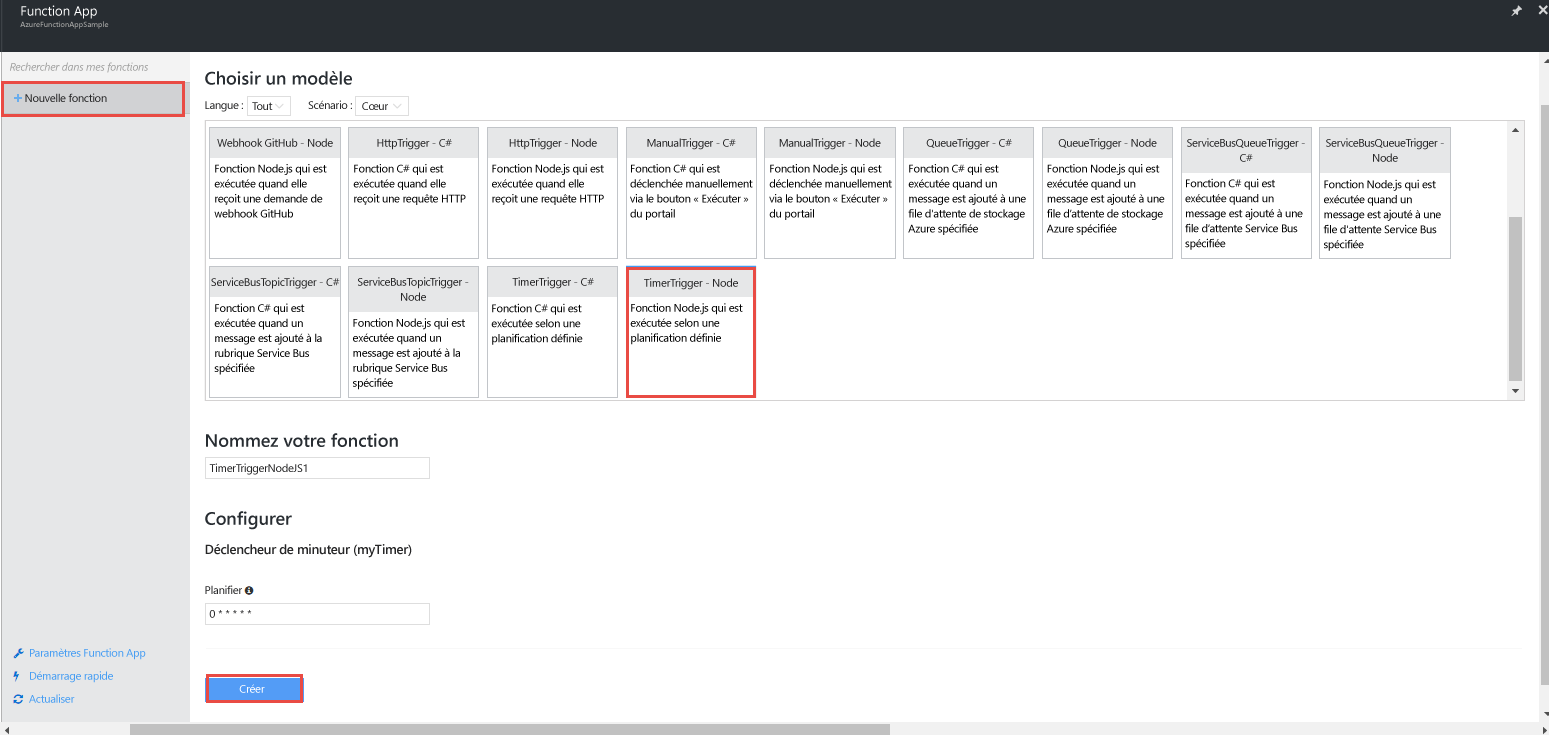 Function App
AzureFunctionAppSample
Rechercher dans mes fonctions
+ Nouvelle fonction
Choisir un modèle
Langue : Tout Scénario : Cœur
Webhook GitHub - Node
Fonction Node.js qui est
exécutée quand elle
reçoit une demande de
webhook GitHub
HttpTrigger - C#
Fonction C# qui est
exécutée quand elle
reçoit une requête HTTP
HttpTrigger - Node
Fonction Node.js qui est
exécutée quand elle
reçoit une requête HTTP
ManualTrigger - C#
Fonction C# qui est
déclenchée manuellement
via le bouton « Exécuter »
du portail
ManualTrigger - Node
Fonction Node.js qui est
déclenchée manuellement
via le bouton « Exécuter »
du portail
QueueTrigger - C#
Fonction C# qui est
exécutée quand un
message est ajouté à une
file d'attente de stockage
Azure spécifiée
QueueTrigger - Node
Fonction Node.js qui est
exécutée quand un
message est ajouté à une
file d'attente de stockage
Azure spécifiée
ServiceBusQueueTrigger -
C#
Fonction C# qui est
exécutée quand un
message est ajouté à une
file d'attente Service Bus
spécifiée
ServiceBusQueueTrigger -
Node
Fonction Node.js qui est
exécutée quand un
message est ajouté à une
file d'attente Service Bus
spécifiée
ServiceBusTopicTrigger - C#
Fonction C# qui est
exécutée quand un
message est ajouté à la
rubrique Service Bus
spécifiée
ServiceBusTopicTrigger -
Node
Fonction Node.js qui est
exécutée quand un
message est ajouté à la
rubrique Service Bus
spécifiée
TimerTrigger - C#
Fonction C# qui est
exécutée selon une
planification définie
TimerTrigger - Node
Fonction Node.js qui est
exécutée selon une
planification définie
Nommez votre fonction
TimerTriggerNodeJS1
Configurer
Déclencheur de minuteur (myTimer)
Planifier
0 * * * * *
Créer
Paramètres Function App
Démarrage rapide
Actualiser